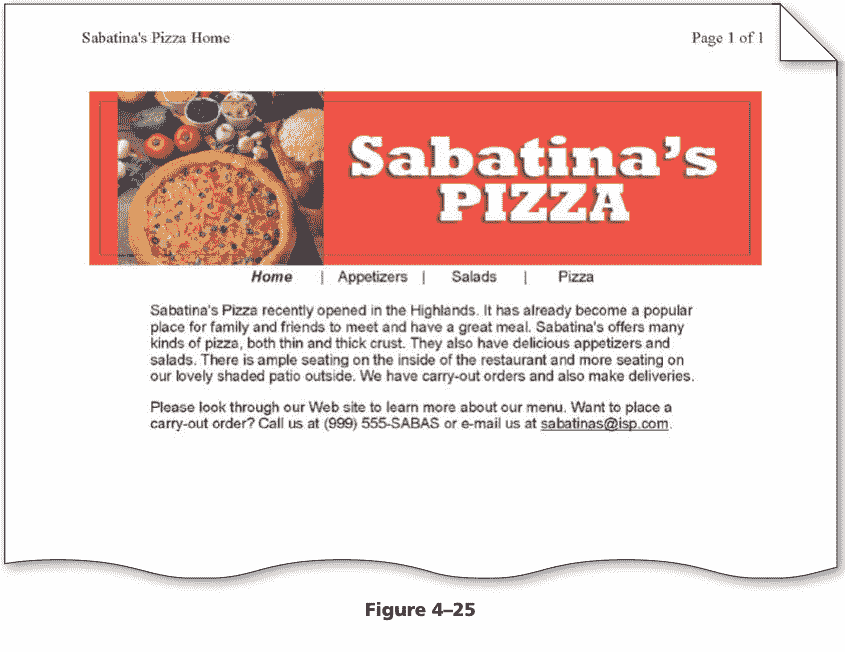 Sabatina's Pizza Home Page 1 of 1
Sabatina's
PIZZA
Home | Appetizers | Salads | Pizza
Sabatina's Pizza recently opened in the Highlands. It has already become a popular
place for family and friends to meet and have a great meal. Sabatina's offers many
kinds of pizza, both thin and thick crust. They also have delicious appetizers and
salads. There is ample seating on the inside of the restaurant and more seating on
our lovely shaded patio outside. We have carry-out orders and also make deliveries.
Please look through our Web site to learn more about our menu. Want to place a
carry-out order? Call us at (999) 555-SABAS or e-mail us at sabatinas@isp.com.
Figure 4–25